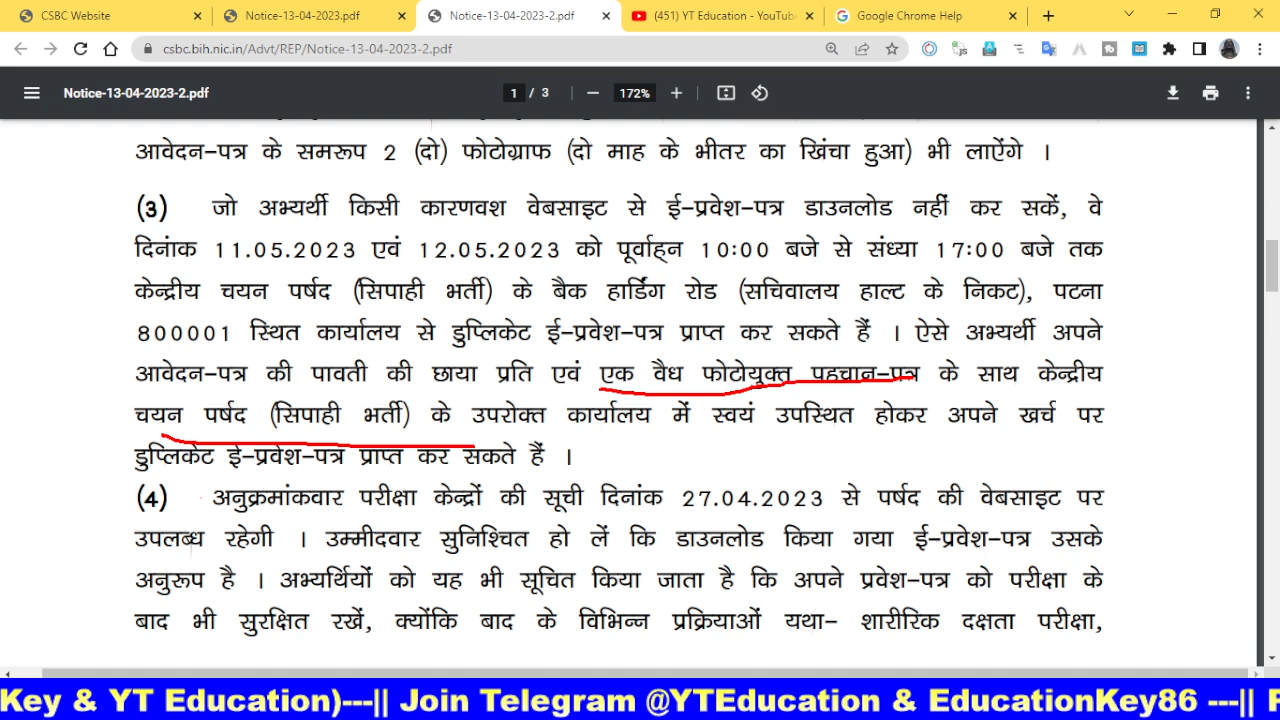 CSBC Website
Notice-13-04-2023.pdf
Notice-13-04-2023-2.pdf
(451) YT Education - YouTube
Google Chrome Help
csbc.bih.nic.in/Advt/REP/Notice-13-04-2023-2.pdf
Notice-13-04-2023-2.pdf
1 / 3
172%
आवेदन-पत्र के समरूप 2 (दो) फोटोग्राफ (दो माह के भीतर का खिंचा हुआ) भी लाऐंगे ।
(3) जो अभ्यर्थी किसी कारणवश वेबसाइट से ई-प्रवेश-पत्र डाउनलोड नहीं कर सकें, वे
दिनांक 11.05.2023 एवं 12.05.2023 को पूर्वाह्न 10:00 बजे से संध्या 17:00 बजे तक
केन्द्रीय चयन पर्षद (सिपाही भर्ती) के बैक हार्डिंग रोड (सचिवालय हाल्ट के निकट), पटना
800001 स्थित कार्यालय से डुप्लिकेट ई-प्रवेश-पत्र प्राप्त कर सकते हैं । ऐसे अभ्यर्थी अपने
आवेदन-पत्र की पावती की छाया प्रति एवं एक वैध फोटोयुक्त पहचान-पत्र के साथ केन्द्रीय
चयन पर्षद (सिपाही भर्ती) के उपरोक्त कार्यालय में स्वयं उपस्थित होकर अपने खर्च पर
डुप्लिकेट ई-प्रवेश-पत्र प्राप्त कर सकते हैं ।
(4) अनुक्रमांकवार परीक्षा केन्द्रों की सूची दिनांक 27.04.2023 से पर्षद की वेबसाइट पर
उपलब्ध रहेगी । उम्मीदवार सुनिश्चित हो लें कि डाउनलोड किया गया ई-प्रवेश-पत्र उसके
अनुरूप है । अभ्यर्थियों को यह भी सूचित किया जाता है कि अपने प्रवेश-पत्र को परीक्षा के
बाद भी सुरक्षित रखें, क्योंकि बाद के विभिन्न प्रक्रियाओं यथा- शारीरिक दक्षता परीक्षा,
Key & YT Education)---|| Join Telegram @YTEducation & EducationKey86 ---||